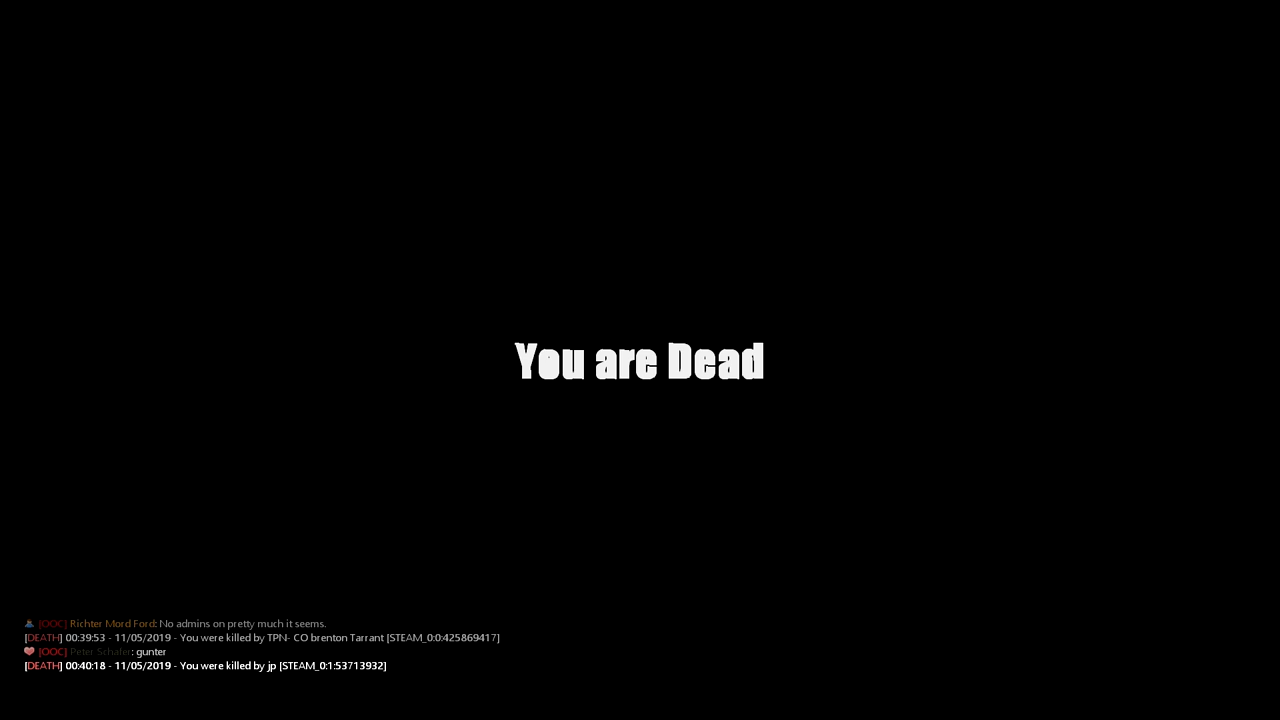 You are Dead
[OOC] Richter Mord Ford: No admins on pretty much it seems.
[DEATH] 00:39:53 - 11/05/2019 - You were killed by TPN- CO brenton Tarrant [STEAM_0:0:425869417]
[OOC] Peter Schafer: gunter
[DEATH] 00:40:18 - 11/05/2019 - You were killed by jp [STEAM_0:1:53713932]